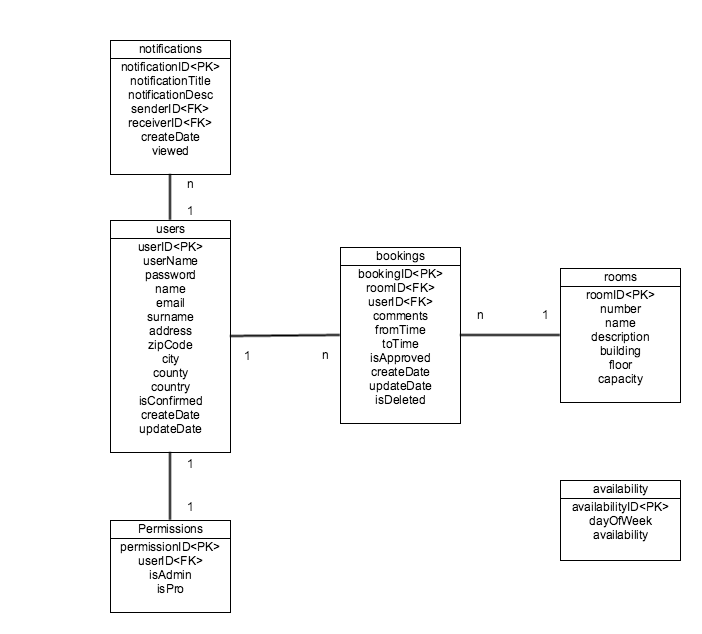 notifications
notificationID<PK>
notificationTitle
notificationDesc
senderID<FK>
receiverID<FK>
createDate
viewed
n
1
users
userID<PK>
userName
password
name
email
surname
address
zipCode
city
county
country
isConfirmed
createDate
updateDate
1
n
bookings
bookingID<PK>
roomID<FK>
userID<FK>
comments
fromTime
toTime
isApproved
createDate
updateDate
isDeleted
n
1
rooms
roomID<PK>
number
name
description
building
floor
capacity
1
1
Permissions
permissionID<PK>
userID<FK>
isAdmin
isPro
availability
availabilityID<PK>
dayOfWeek
availability